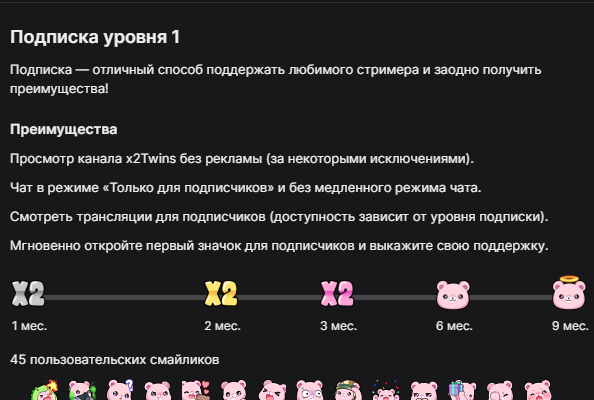 Подписка уровня 1
Подписка — отличный способ поддержать любимого стримера и заодно получить
преимущества!
Преимущества
Просмотр канала x2Twins без рекламы (за некоторыми исключениями).
Чат в режиме «Только для подписчиков» и без медленного режима чата.
Смотреть трансляции для подписчиков (доступность зависит от уровня подписки).
Мгновенно откройте первый значок для подписчиков и выкажите свою поддержку.
X2 X2 X2
1 мес. 2 мес. 3 мес. 6 мес. 9 мес.
45 пользовательских смайликов